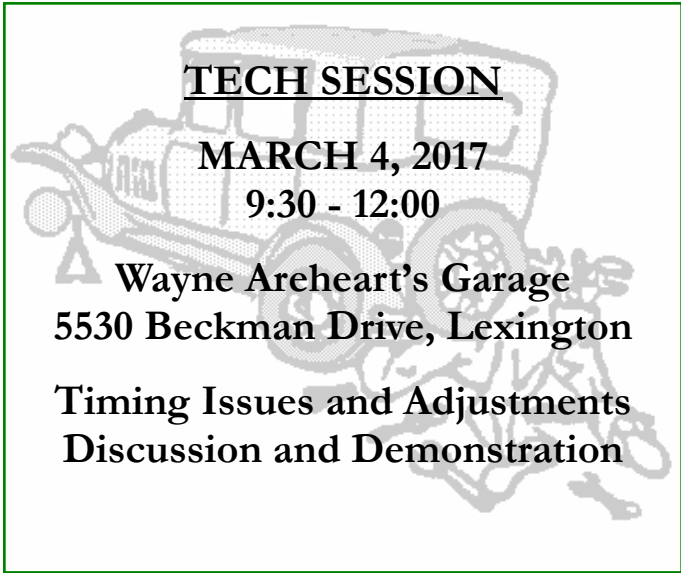 TECH SESSION
MARCH 4, 2017
9:30 - 12:00
Wayne Areheart’s Garage
5530 Beckman Drive, Lexington
Timing Issues and Adjustments
Discussion and Demonstration